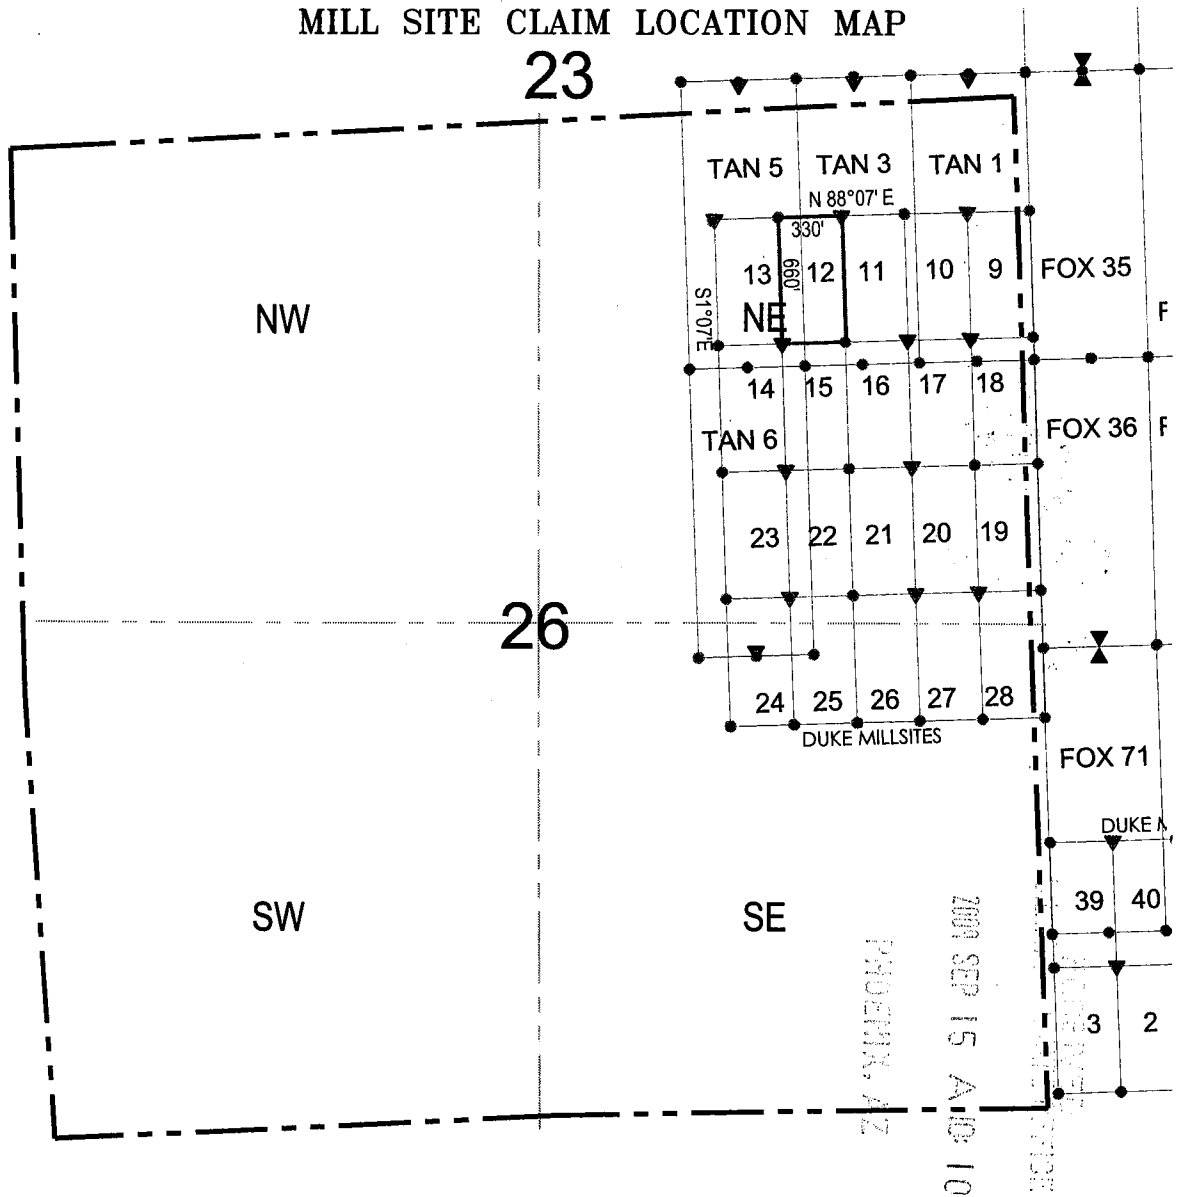 MILL SITE CLAIM LOCATION MAP
23
TAN 5 TAN 3 TAN 1
N 88°07' E
330'
660'
13 12 11 10 9 FOX 35
S1°07'E
NW
NE
F
14 15 16 17 18
TAN 6
FOX 36 F
23 22 21 20 19
26
24 25 26 27 28
DUKE MILLSITES
FOX 71
DUKE
39 40
SW
SE
3 2
2009 SEP 15 A 10: 10
PHOENIX, AZ